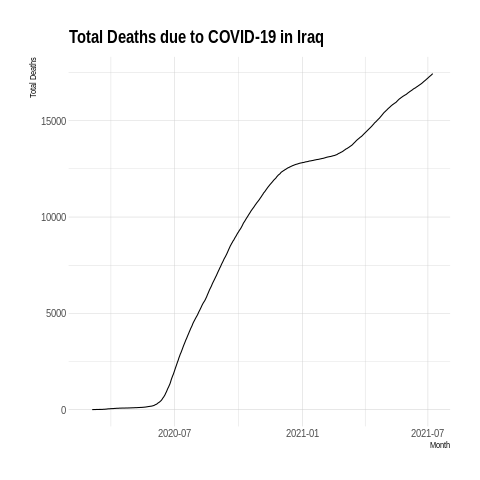 Total Deaths due to COVID-19 in Iraq
Total Deaths
15000
10000
5000
0
2020-07 2021-01 2021-07
Month